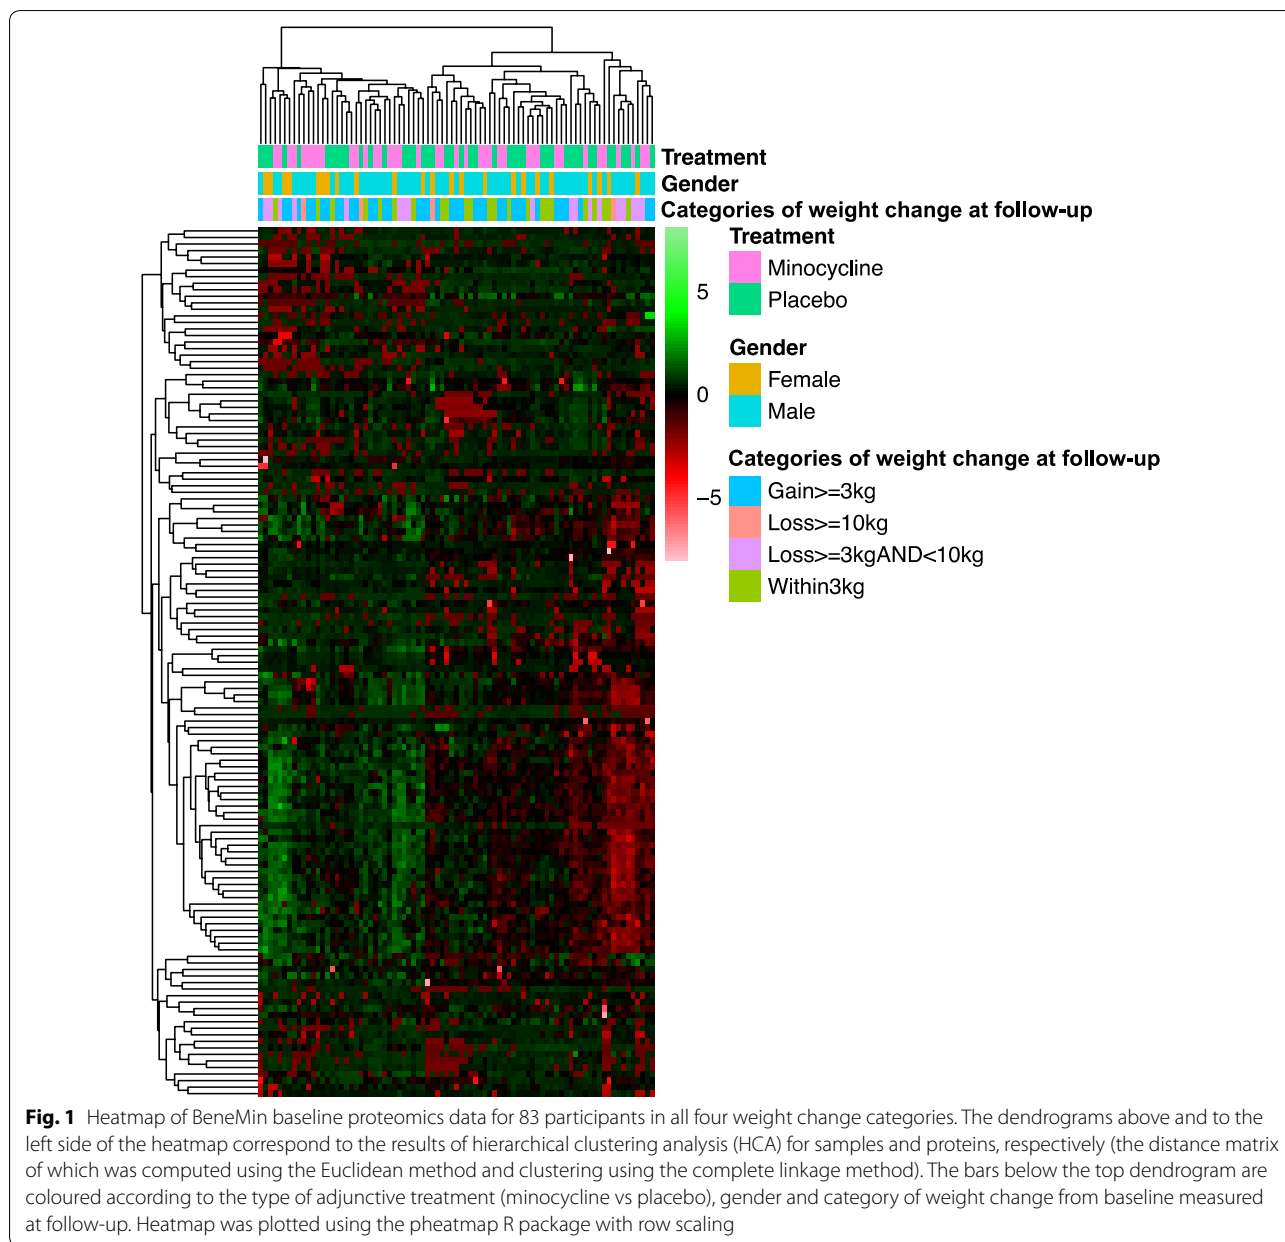 Treatment
Gender
Categories of weight change at follow-up
5
0
−5
Treatment
Minocycline
Placebo
Gender
Female
Male
Categories of weight change at follow-up
Gain>=3kg
Loss>=10kg
Loss>=3kgAND<10kg
Within3kg
Fig. 1 Heatmap of BeneMin baseline proteomics data for 83 participants in all four weight change categories. The dendrograms above and to the
left side of the heatmap correspond to the results of hierarchical clustering analysis (HCA) for samples and proteins, respectively (the distance matrix
of which was computed using the Euclidean method and clustering using the complete linkage method). The bars below the top dendrogram are
coloured according to the type of adjunctive treatment (minocycline vs placebo), gender and category of weight change from baseline measured
at follow-up. Heatmap was plotted using the pheatmap R package with row scaling